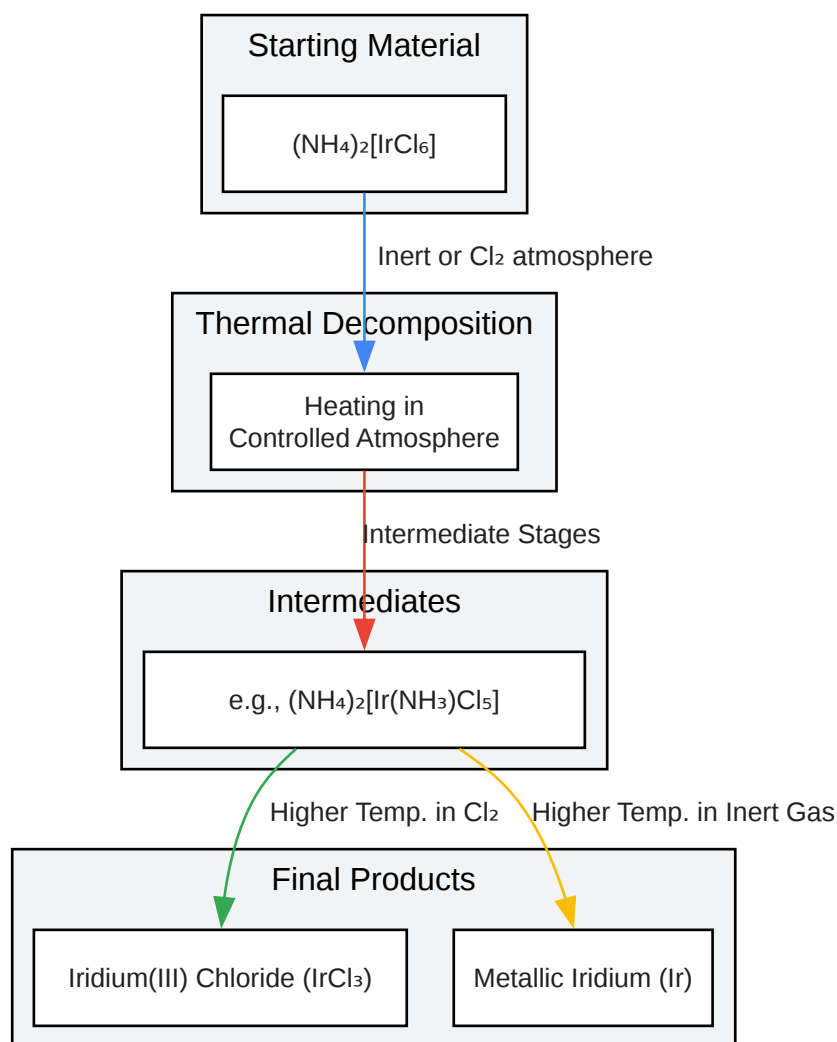 Starting Material
(NH₄)₂[IrCl₆]
Inert or Cl₂ atmosphere
Thermal Decomposition
Heating in
Controlled Atmosphere
Intermediate Stages
Intermediates
e.g., (NH₄)₂[Ir(NH₃)Cl₅]
Higher Temp. in Cl₂
Higher Temp. in Inert Gas
Final Products
Iridium(III) Chloride (IrCl₃)
Metallic Iridium (Ir)